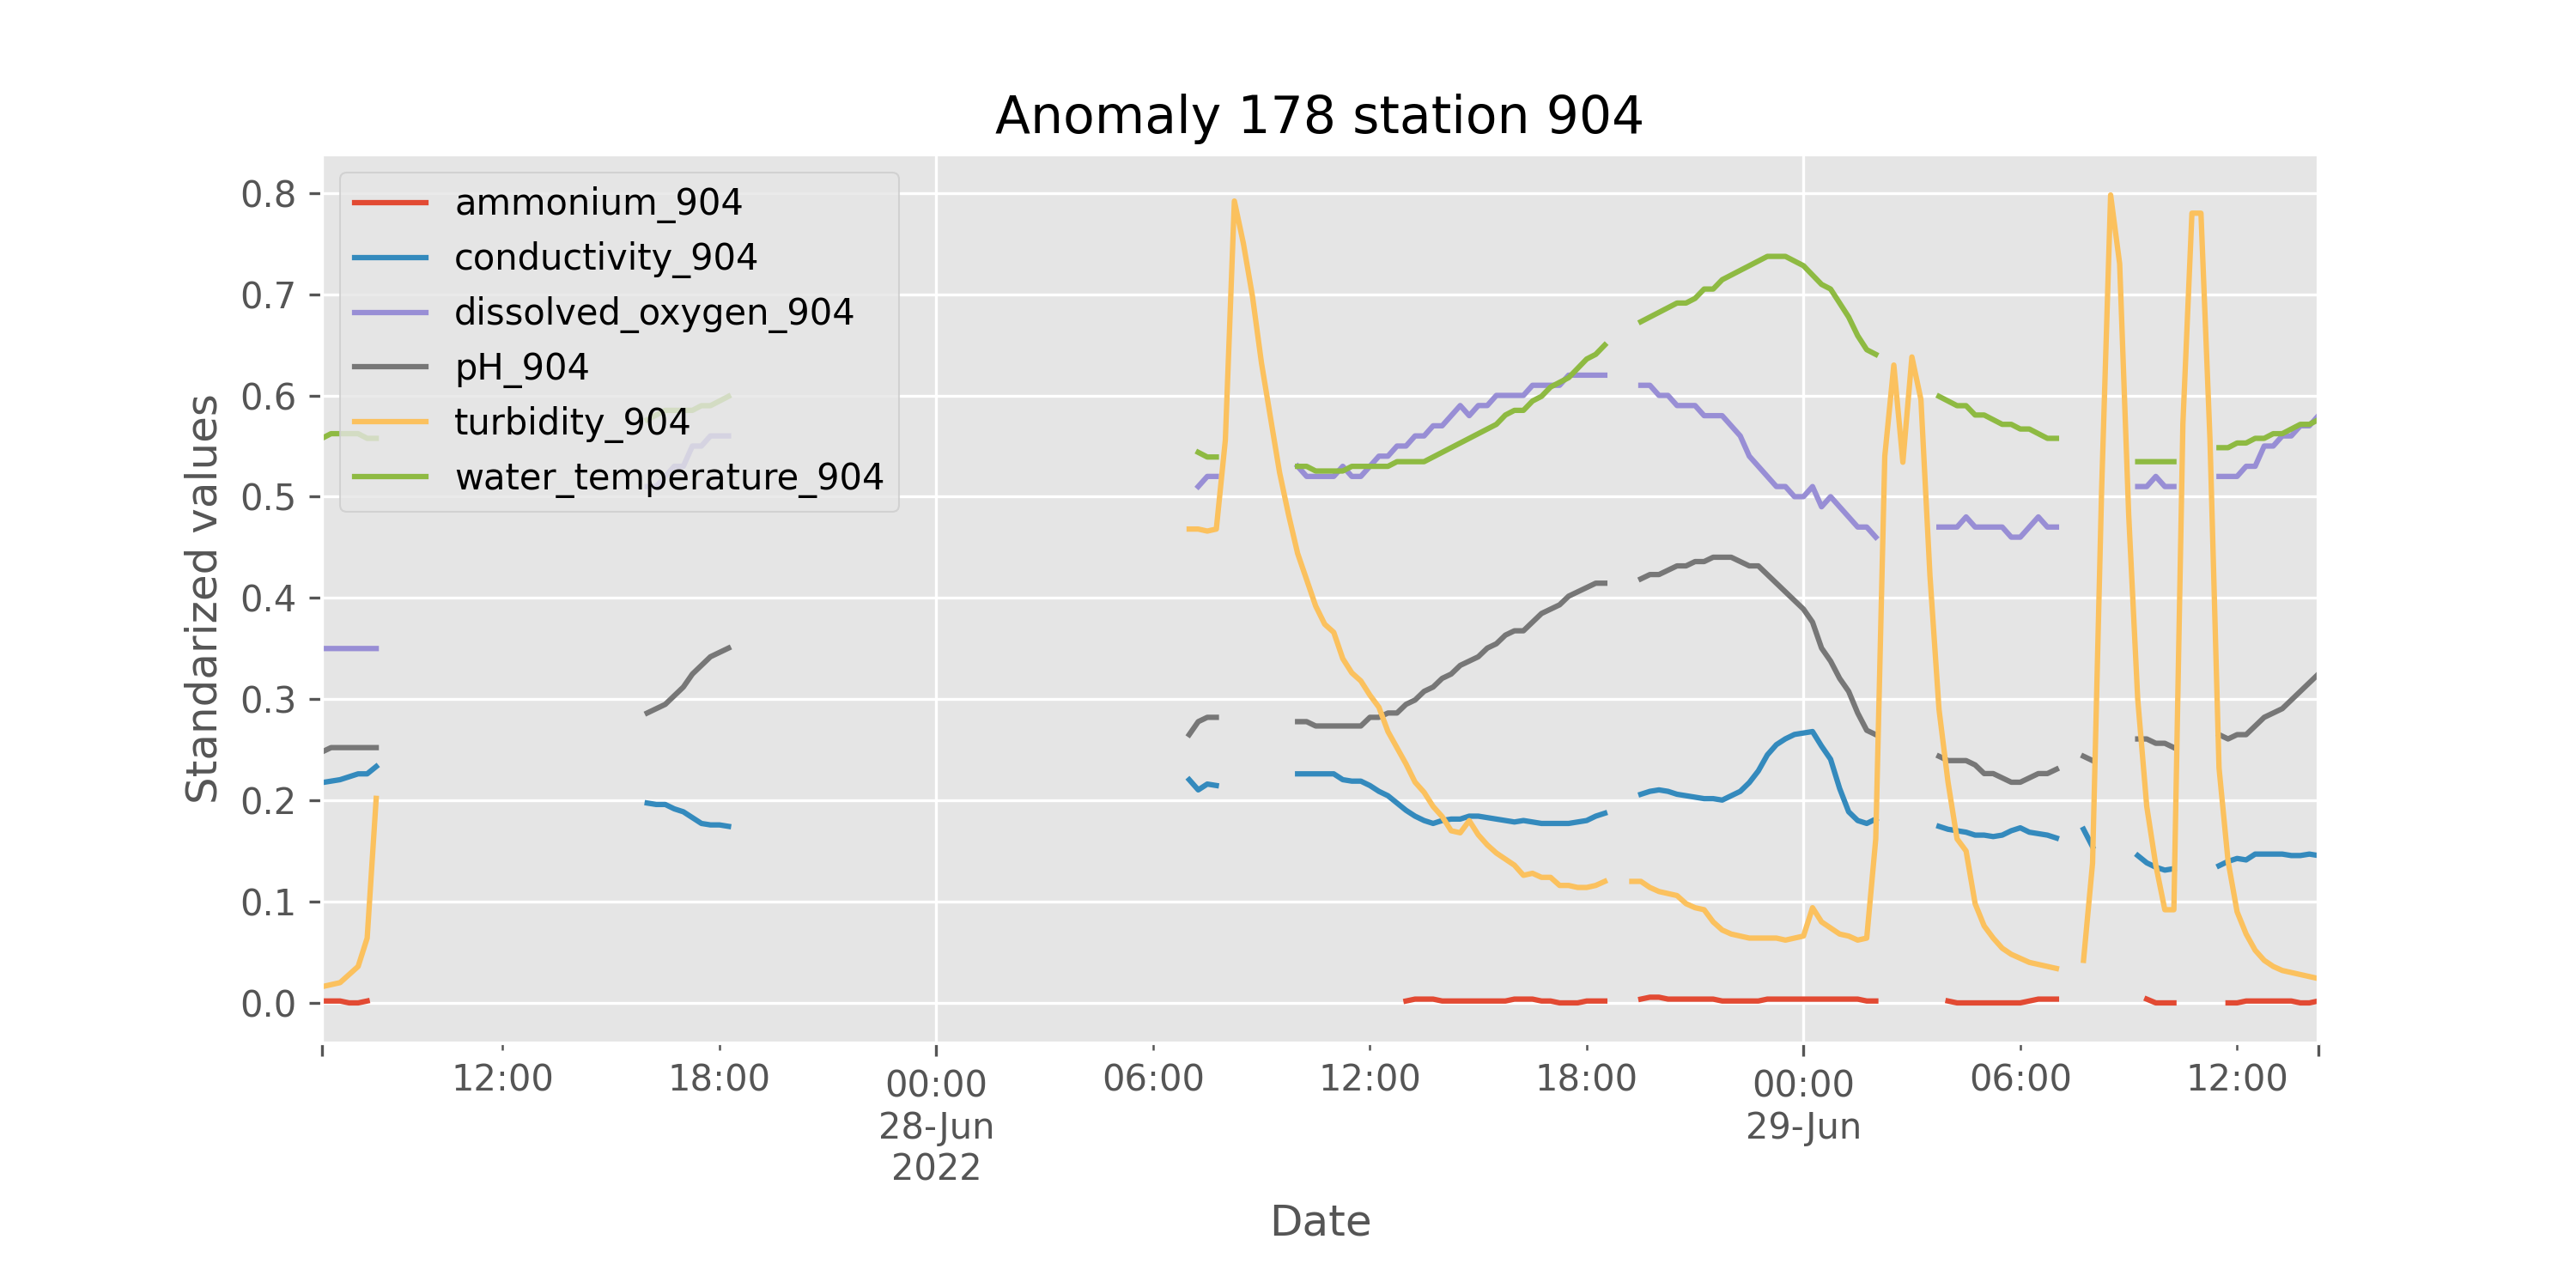 Anomaly 178 station 904
ammonium_904
conductivity_904
dissolved_oxygen_904
pH_904
turbidity_904
water_temperature_904
Standarized values
0.8
0.7
0.6
0.5
0.4
0.3
0.2
0.1
0.0
12:00 18:00 00:00 06:00 12:00 18:00 00:00 06:00 12:00
28-Jun 29-Jun
2022
Date